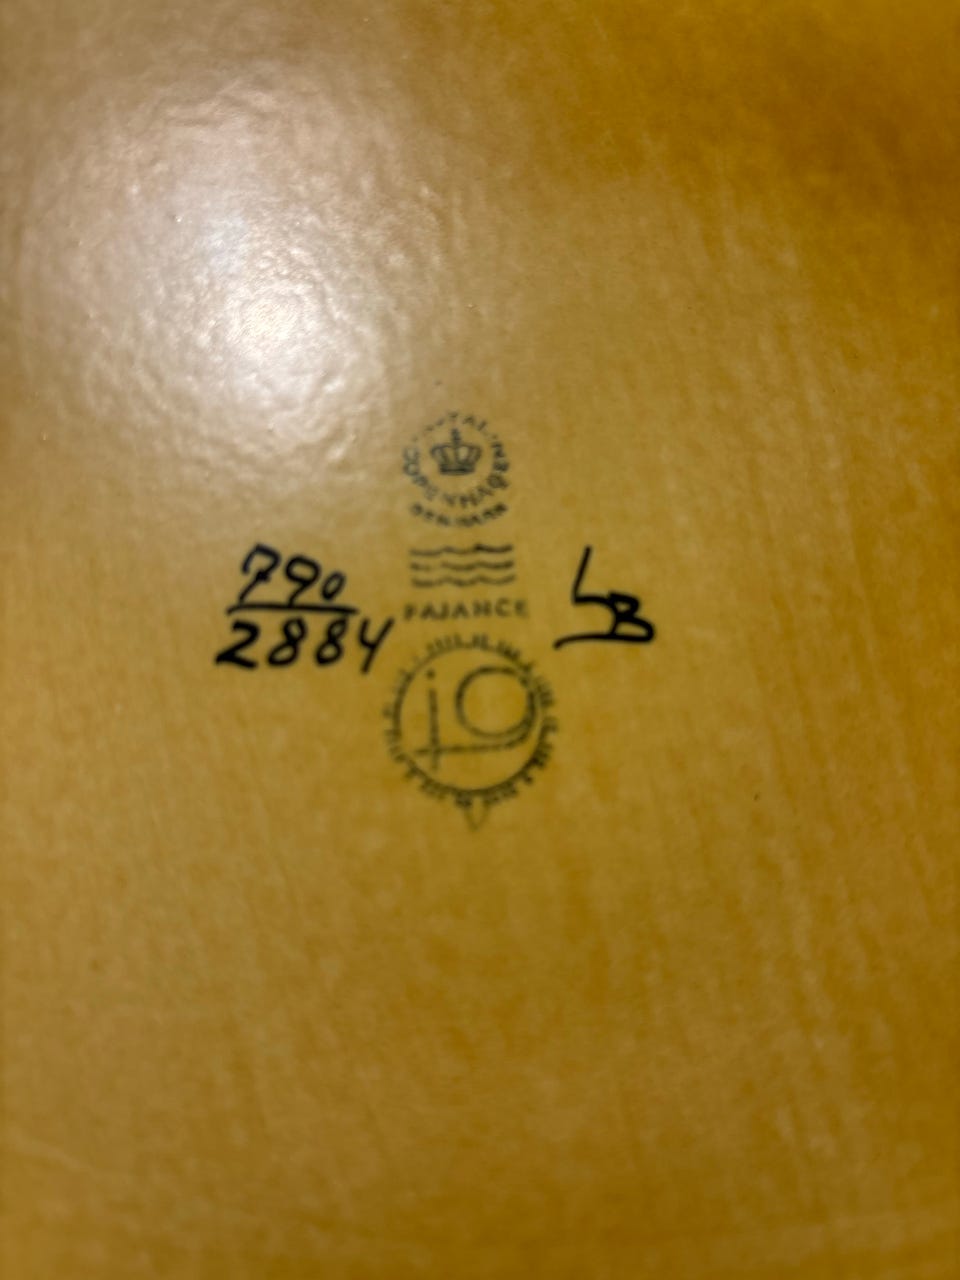 ROYAL COPENHAGEN
DENMARK
FAJANCE
790
2884
LB